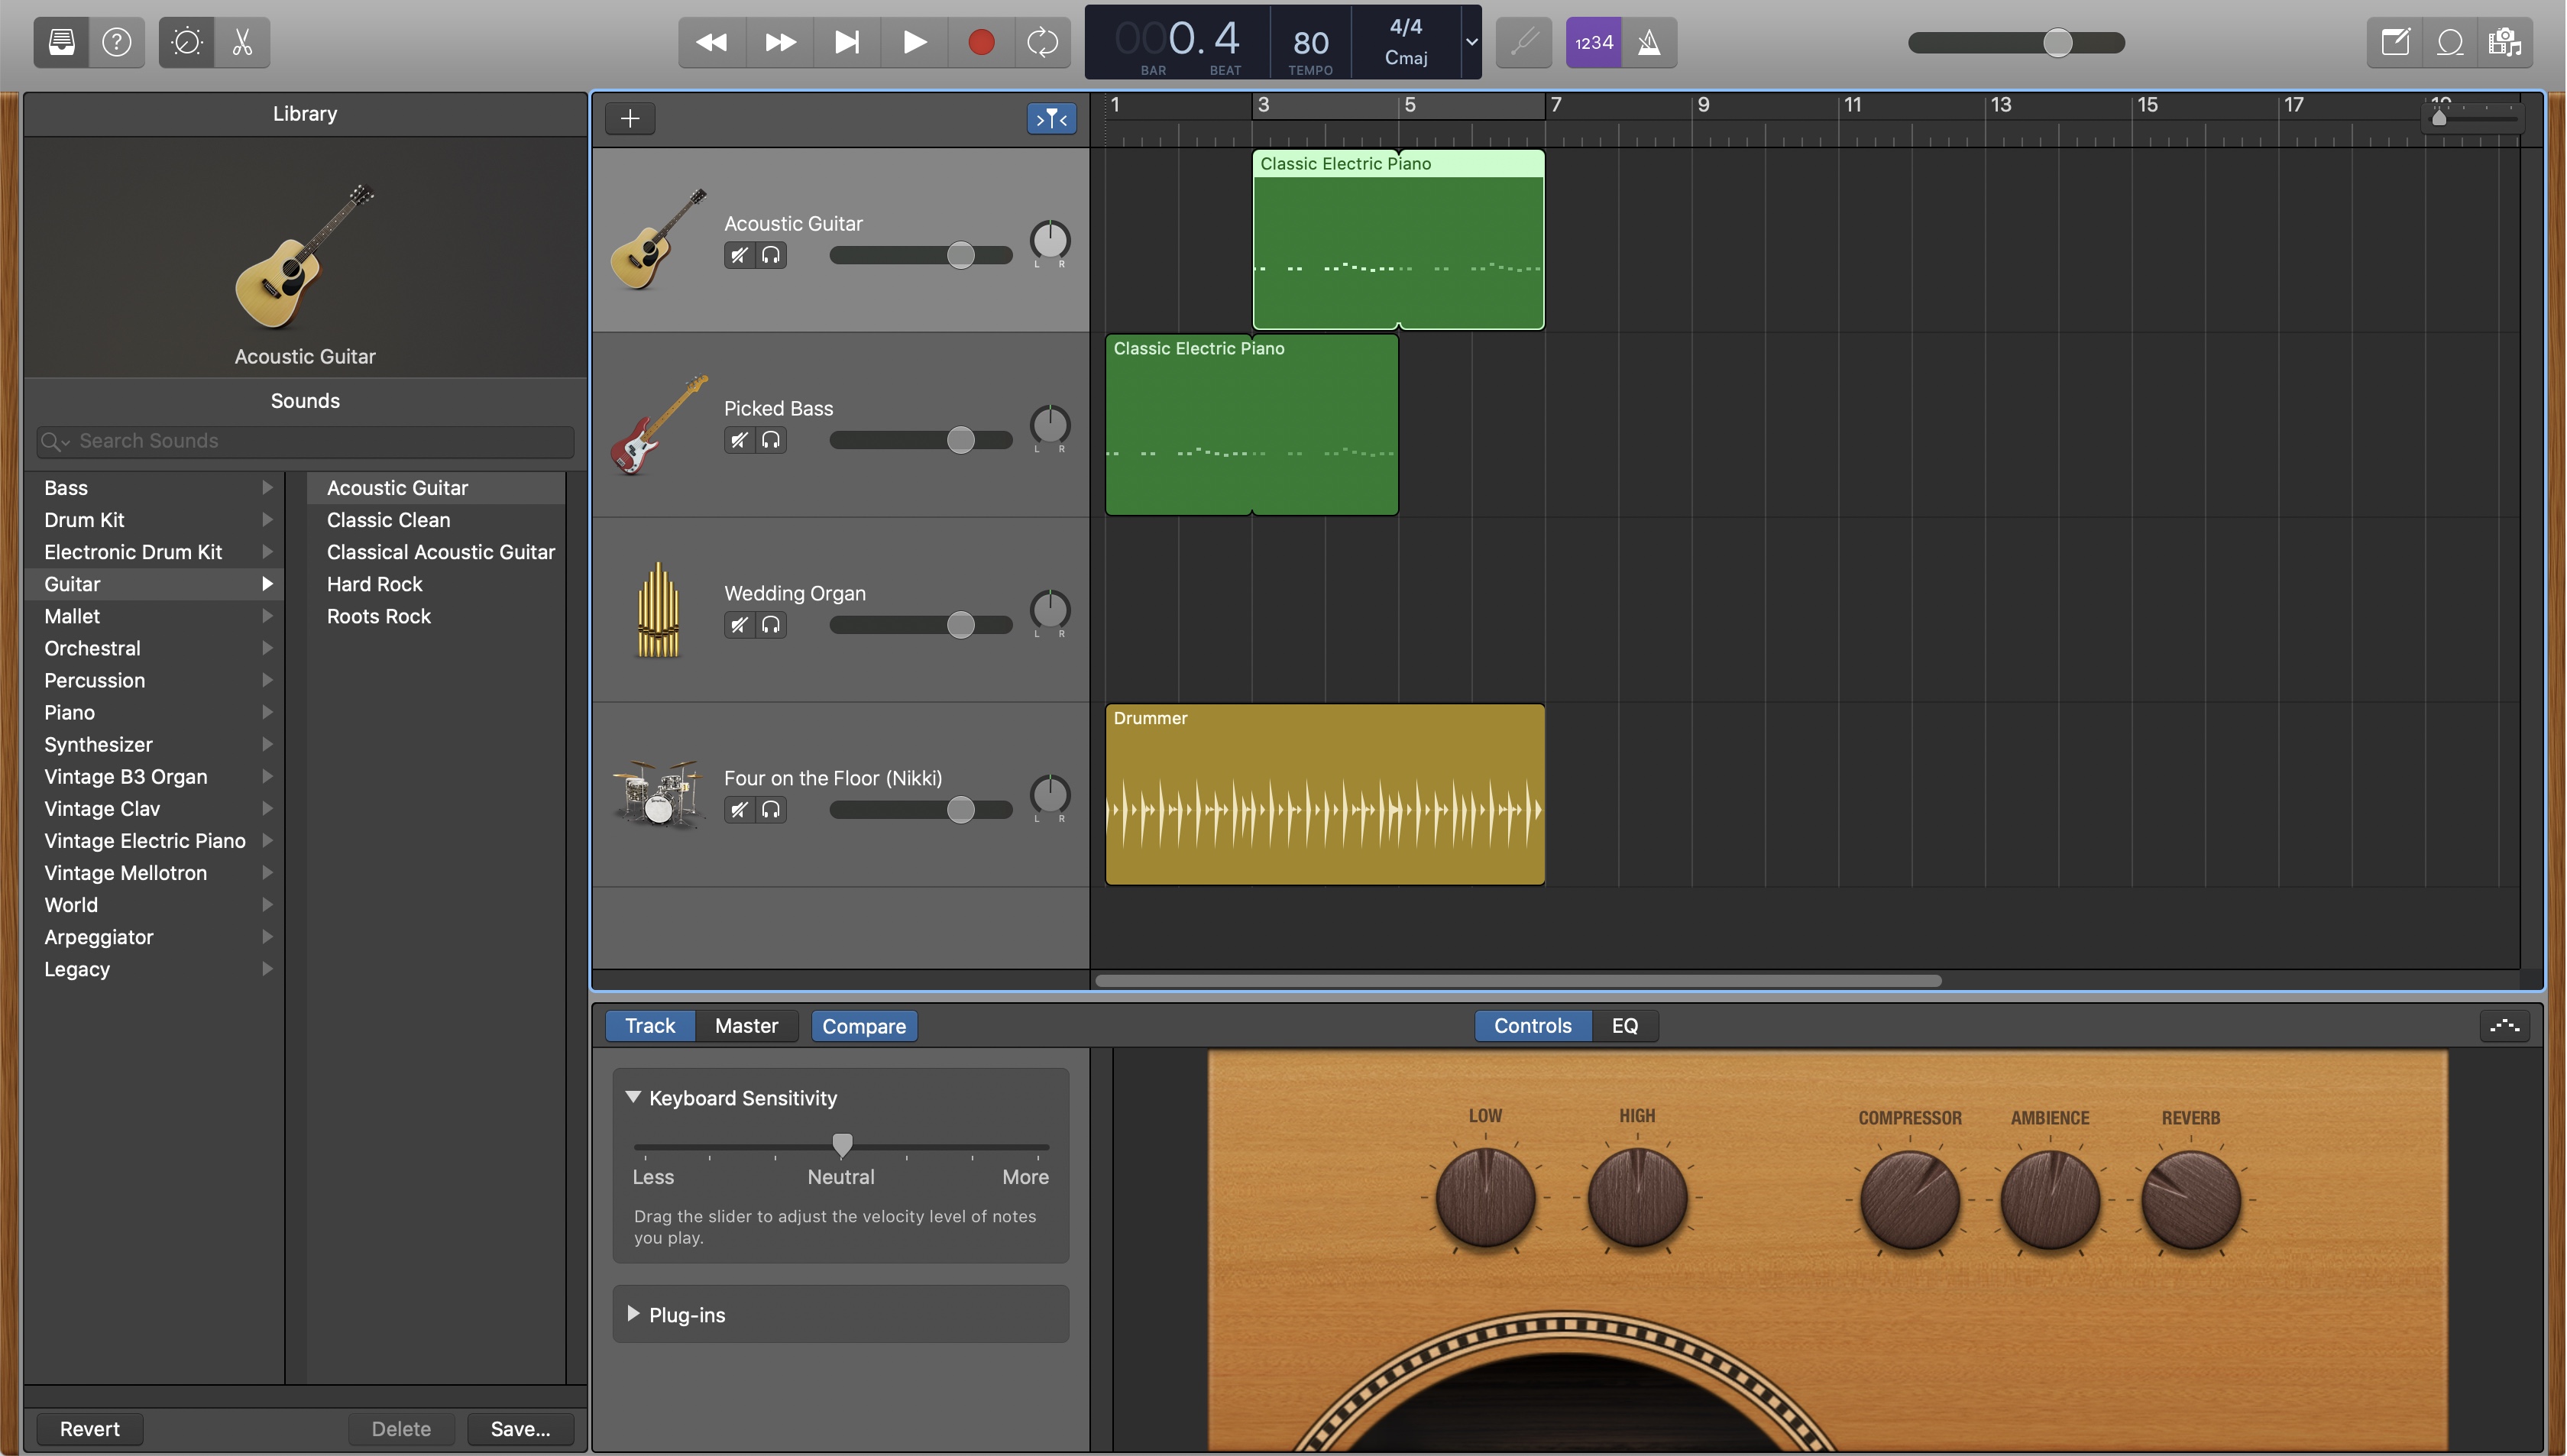 000.4
BAR
BEAT
80
TEMPO
4/4
Cmaj
1234
Library
Acoustic Guitar
Sounds
Search Sounds
Bass
Drum Kit
Electronic Drum Kit
Guitar
Mallet
Orchestral
Percussion
Piano
Synthesizer
Vintage B3 Organ
Vintage Clav
Vintage Electric Piano
Vintage Mellotron
World
Arpeggiator
Legacy
Acoustic Guitar
Classic Clean
Classical Acoustic Guitar
Hard Rock
Roots Rock
Revert
Delete
Save...
1 3 5 7 9 11 13 15 17
Acoustic Guitar
L R
Classic Electric Piano
Picked Bass
L R
Classic Electric Piano
Wedding Organ
L R
Four on the Floor (Nikki)
L R
Drummer
Track
Master
Compare
Controls
EQ
Keyboard Sensitivity
Less
Neutral
More
Drag the slider to adjust the velocity level of notes
you play.
Plug-ins
LOW
HIGH
COMPRESSOR
AMBIENCE
REVERB